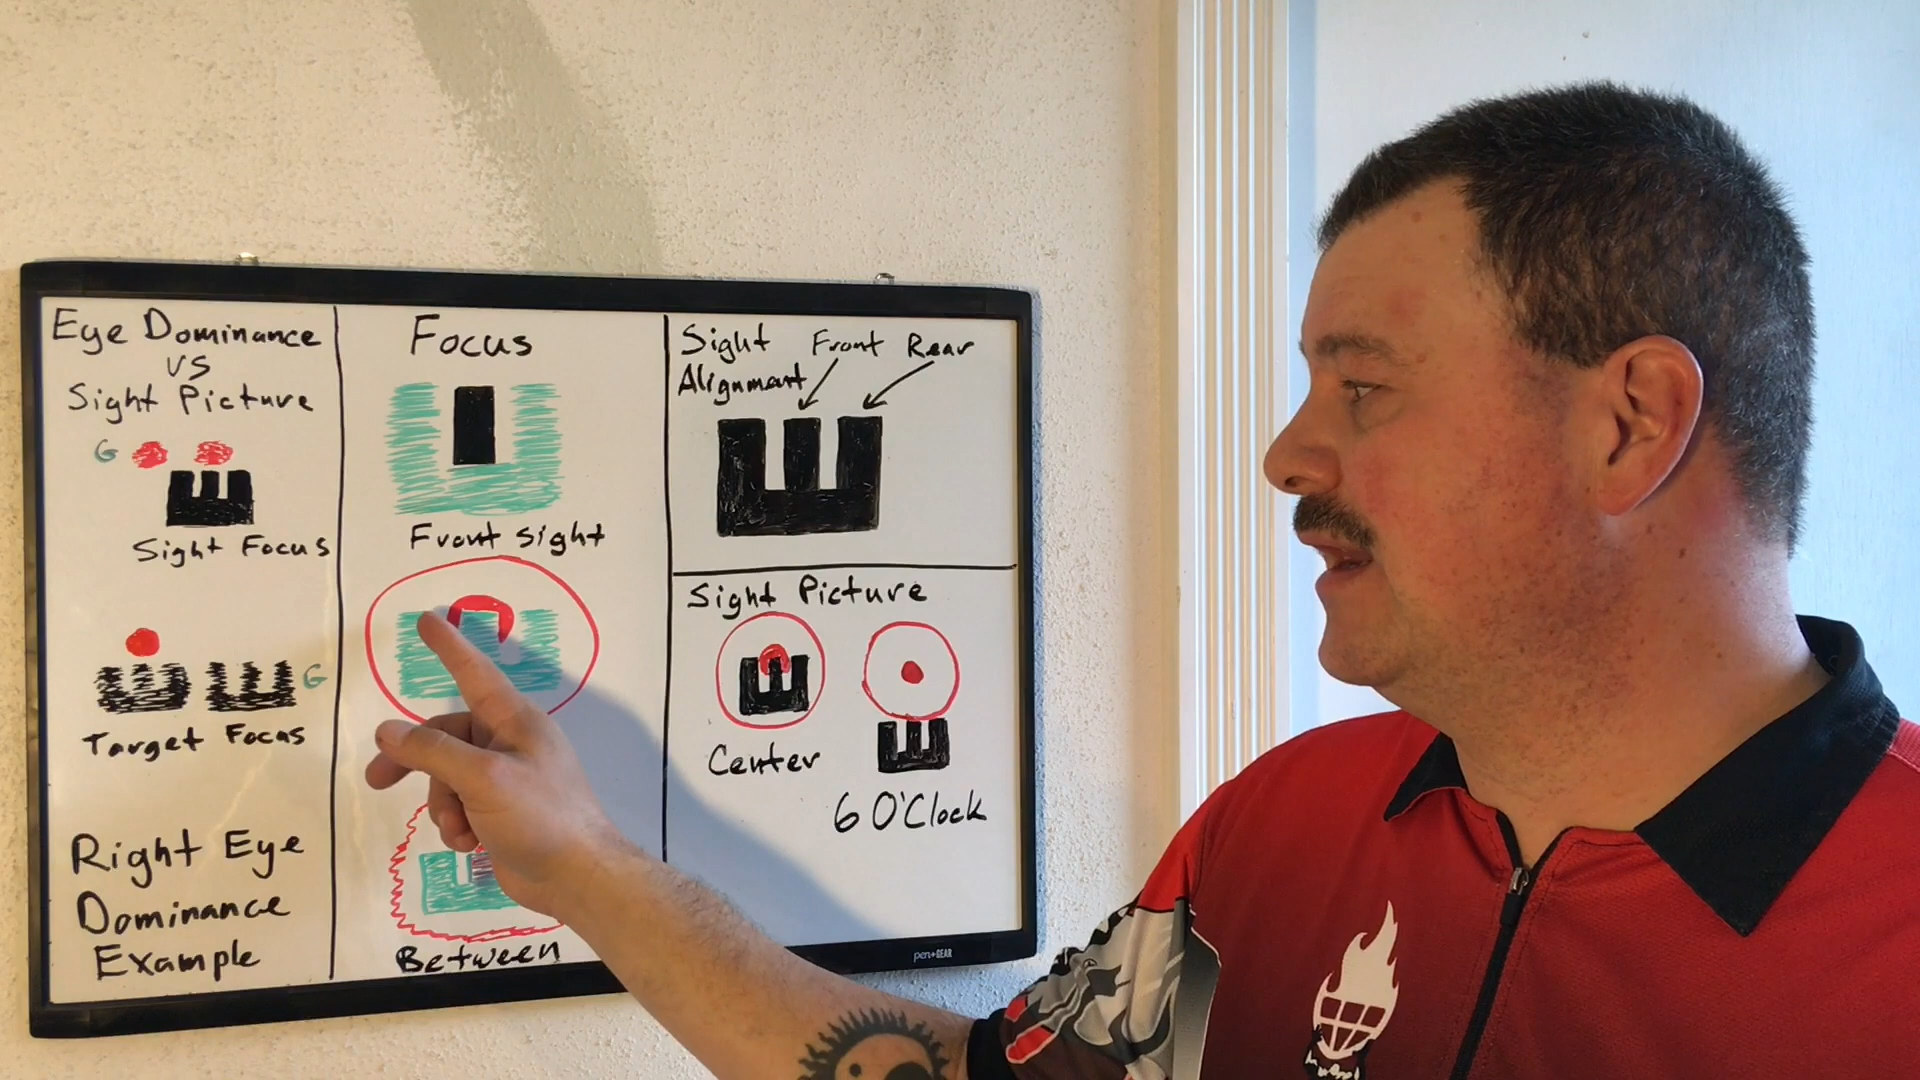 Eye Dominance
VS
Sight Picture
G
Sight Focus
G
Target Focus
Right Eye
Dominance
Example
Focus
Front sight
Between
Sight
Alignment
Front Rear
Sight Picture
Center
6 O'Clock
pen+GEAR